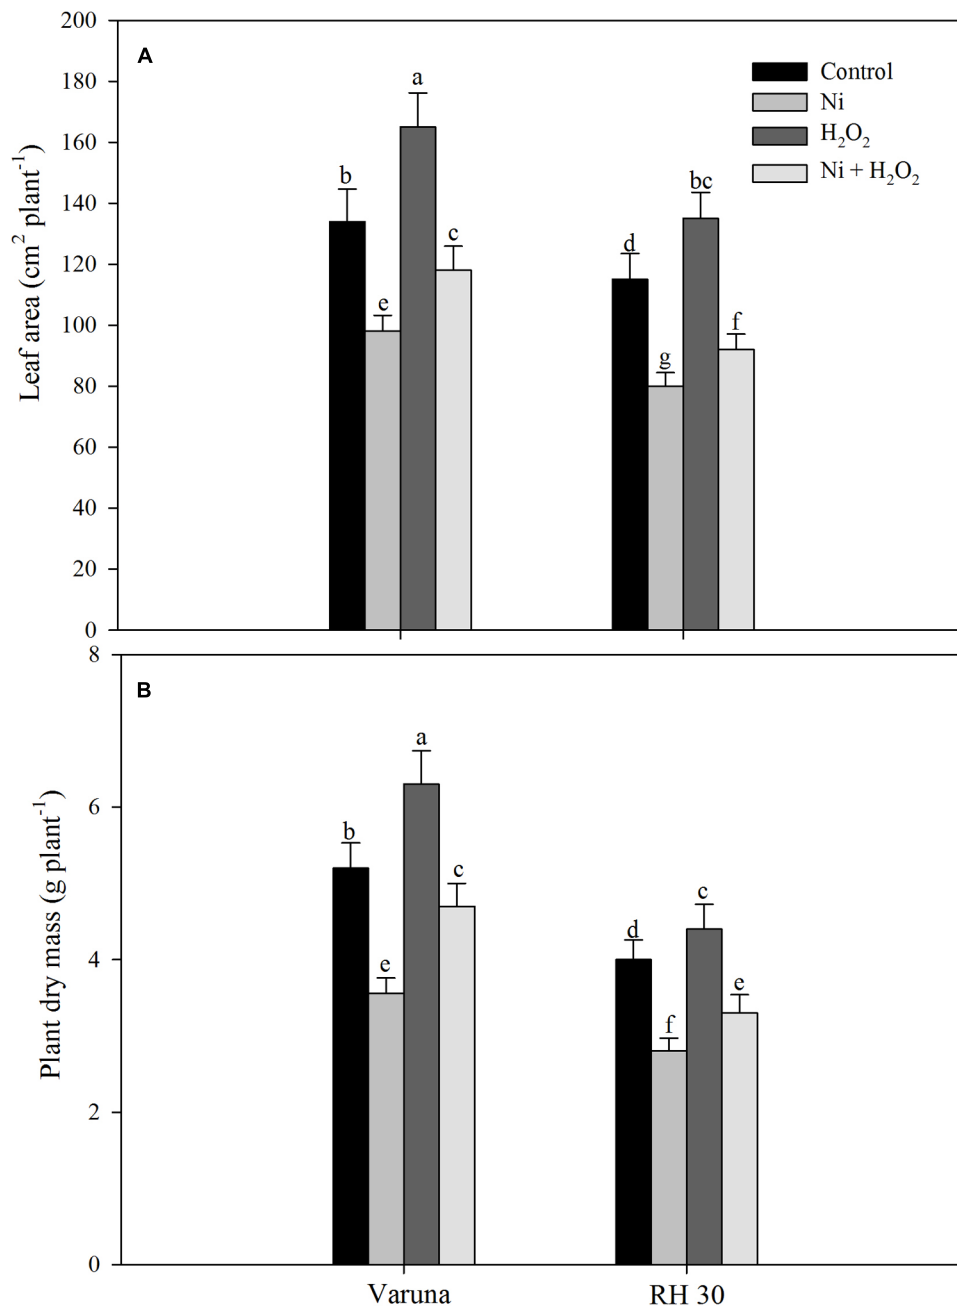 A
Leaf area (cm² plant⁻¹)
200
180
160
140
120
100
80
60
40
20
0
Control
Ni
H₂O₂
Ni + H₂O₂
b
e
a
c
d
g
bc
f
B
Plant dry mass (g plant⁻¹)
8
6
4
2
0
b
e
a
c
d
f
c
e
Varuna
RH 30